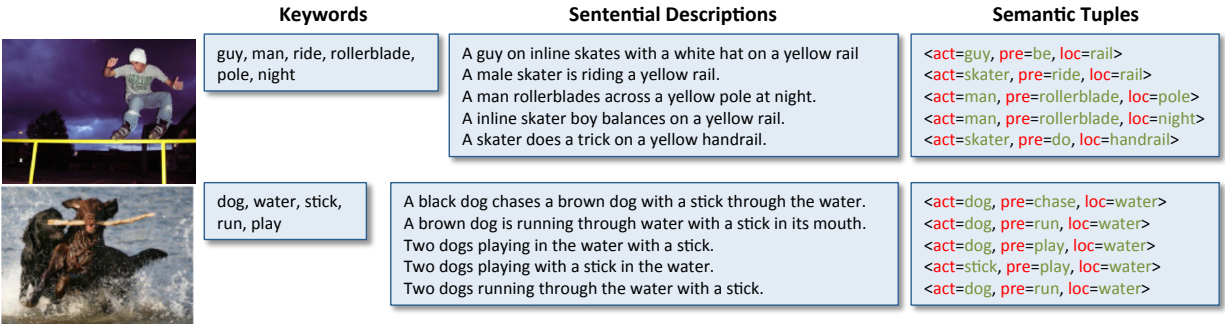 Keywords
Sentential Descriptions
Semantic Tuples
guy, man, ride, rollerblade,
pole, night
A guy on inline skates with a white hat on a yellow rail
A male skater is riding a yellow rail.
A man rollerblades across a yellow pole at night.
A inline skater boy balances on a yellow rail.
A skater does a trick on a yellow handrail.
<act=guy, pre=be, loc=rail>
<act=skater, pre=ride, loc=rail>
<act=man, pre=rollerblade, loc=pole>
<act=man, pre=rollerblade, loc=night>
<act=skater, pre=do, loc=handrail>
dog, water, stick,
run, play
A black dog chases a brown dog with a stick through the water.
A brown dog is running through water with a stick in its mouth.
Two dogs playing in the water with a stick.
Two dogs playing with a stick in the water.
Two dogs running through the water with a stick.
<act=dog, pre=chase, loc=water>
<act=dog, pre=run, loc=water>
<act=dog, pre=play, loc=water>
<act=stick, pre=play, loc=water>
<act=dog, pre=run, loc=water>